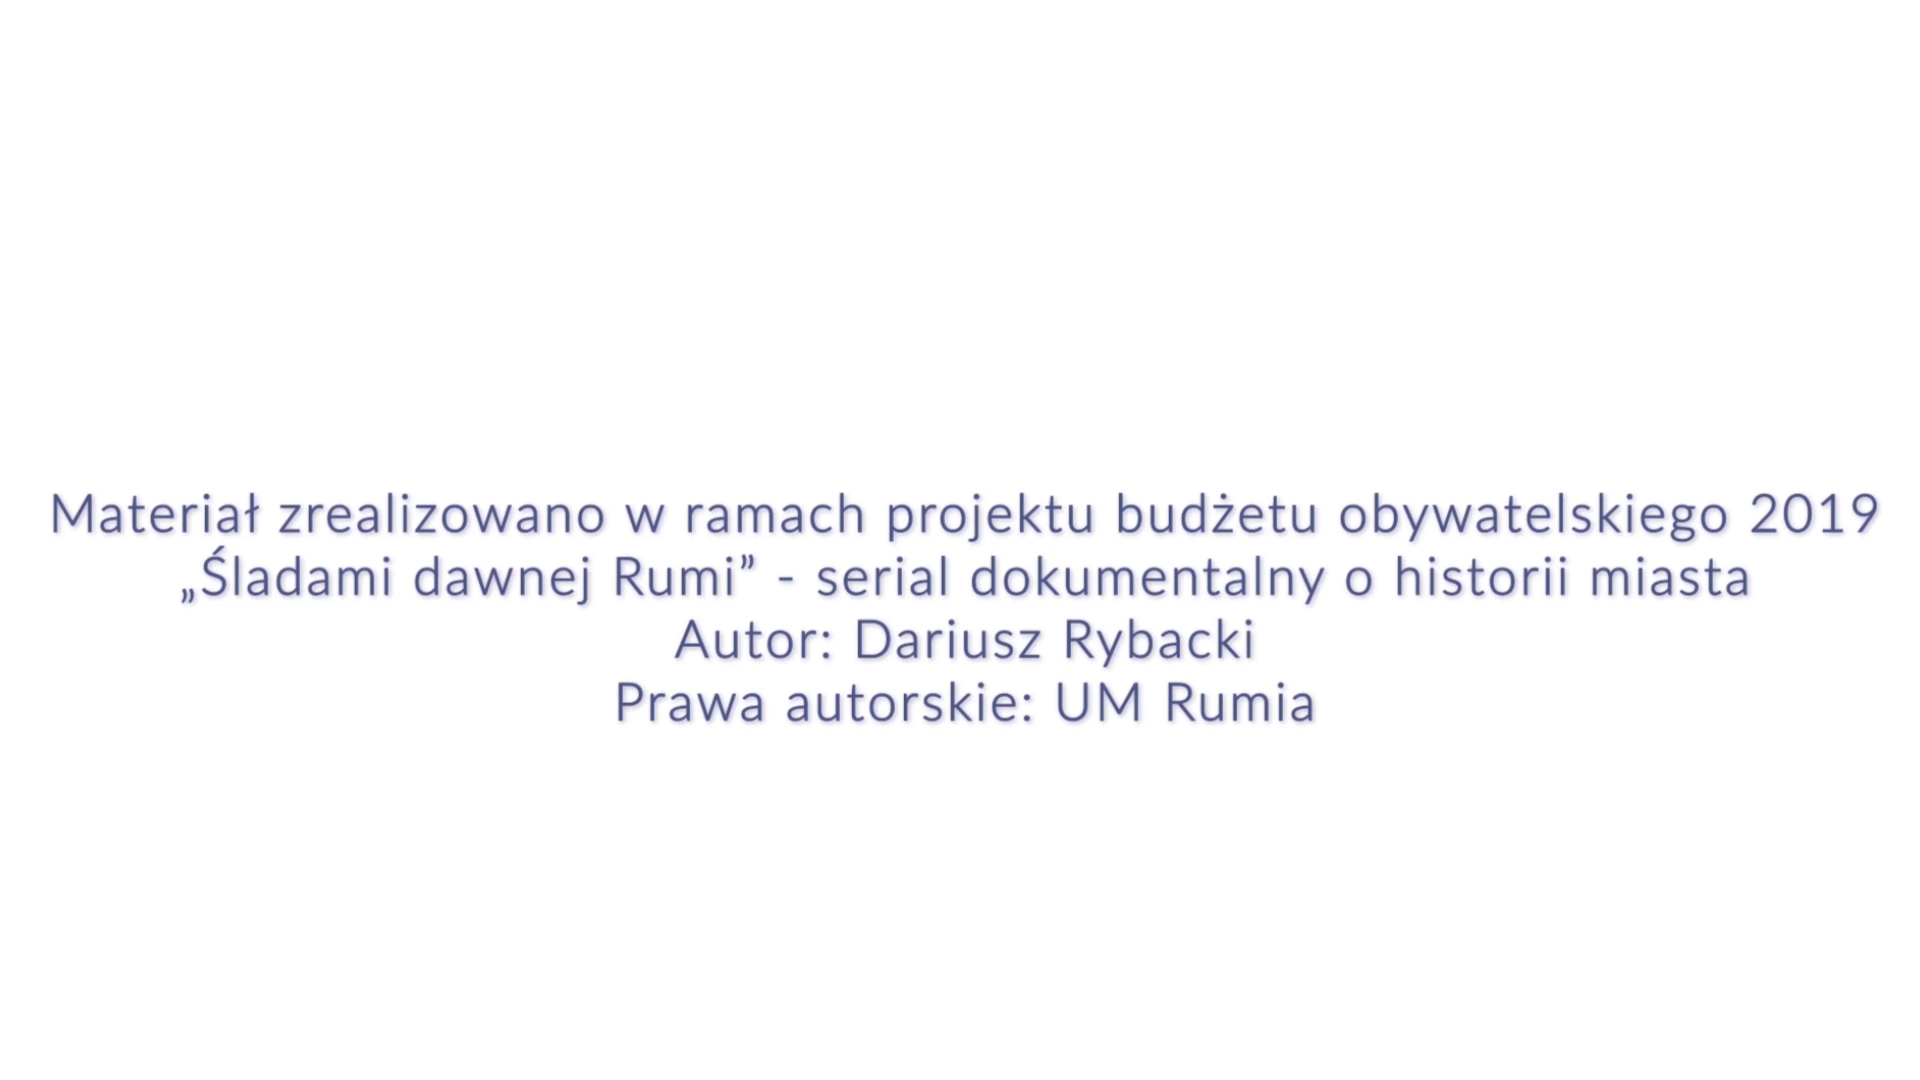 Materiał zrealizowano w ramach projektu budżetu obywatelskiego 2019
„Śladami dawnej Rumi” - serial dokumentalny o historii miasta
Autor: Dariusz Rybacki
Prawa autorskie: UM Rumia